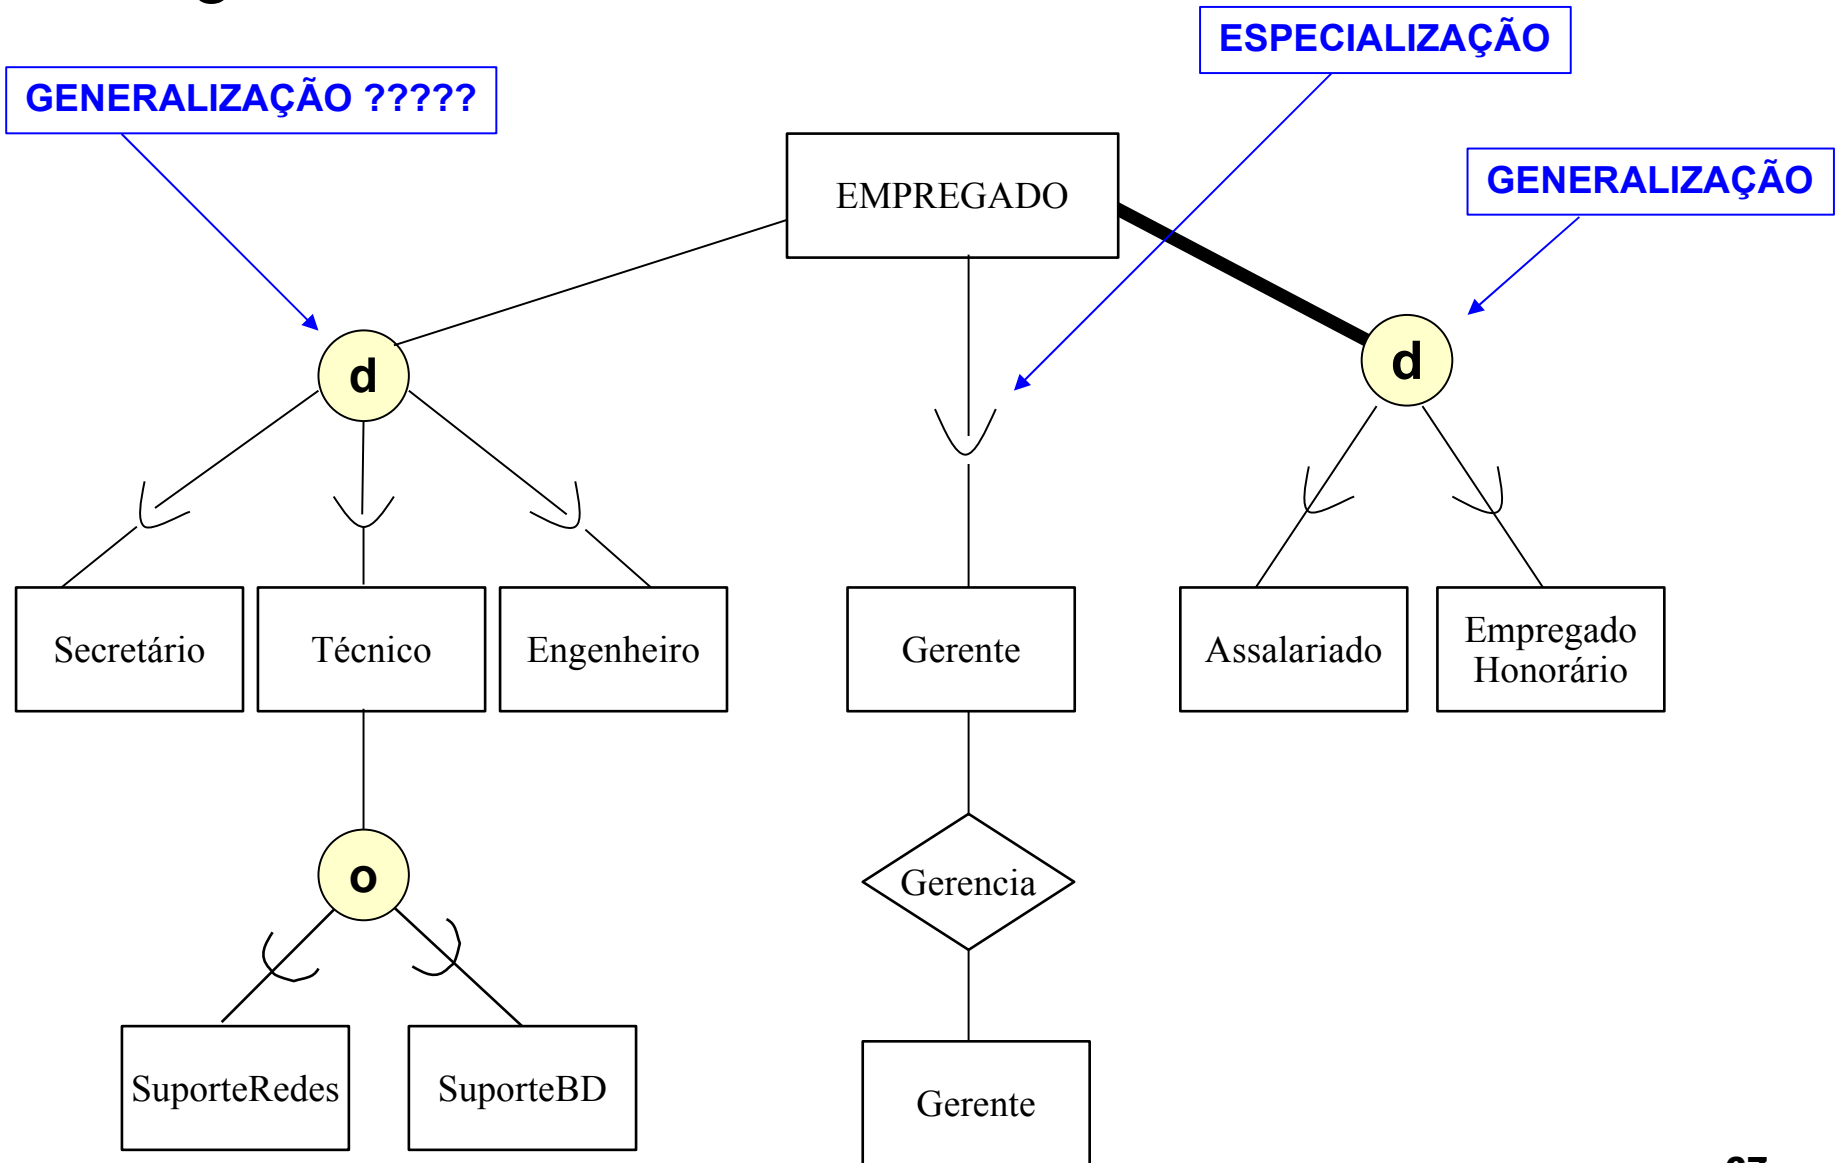 ESPECIALIZAÇÃO
GENERALIZAÇÃO ?????
EMPREGADO
GENERALIZAÇÃO
d
d
Secretário
Técnico
Engenheiro
Gerente
Assalariado
Empregado
Honorário
o
Gerencia
SuporteRedes
SuporteBD
Gerente